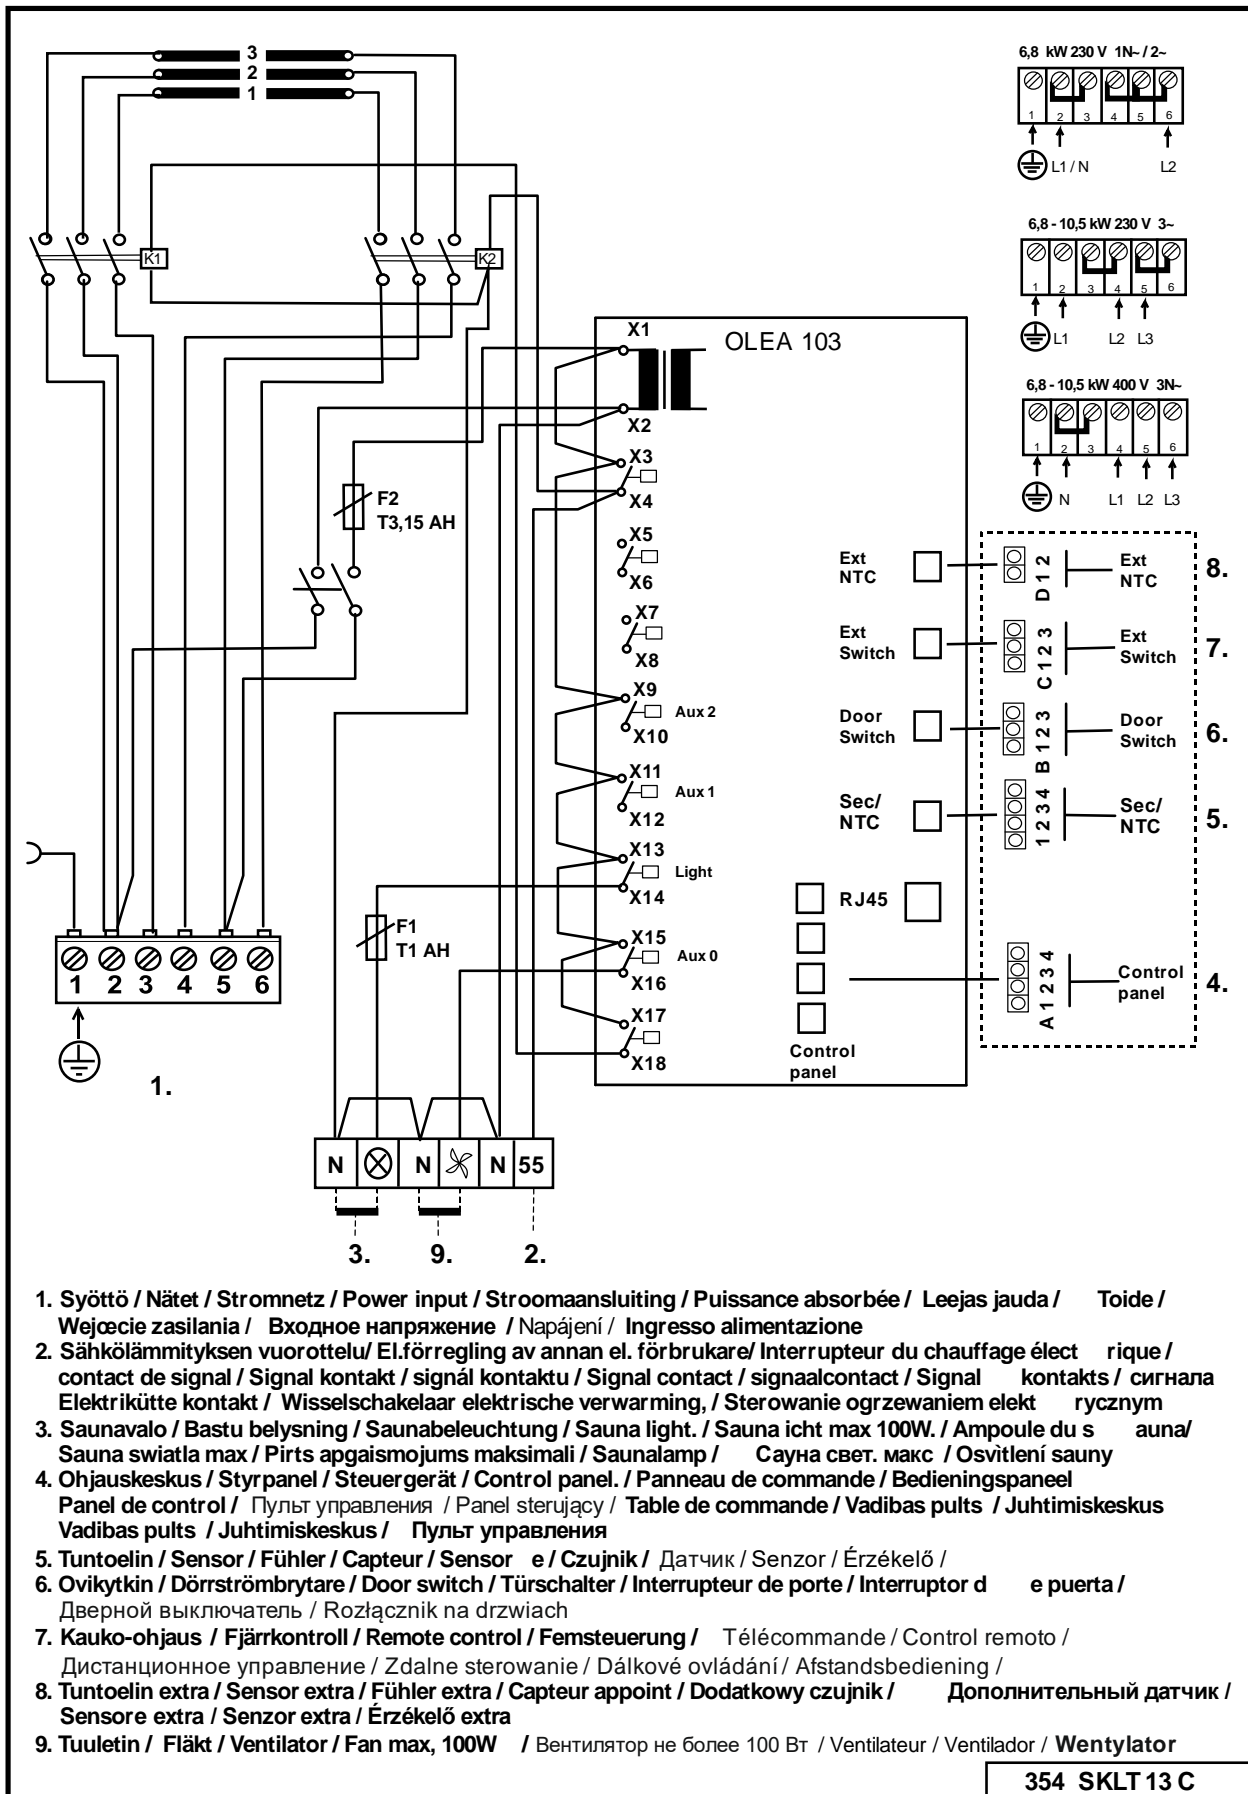 3
2
1
K1
K2
6,8 kW 230 V 1N~ / 2~
1 2 3 4 5 6
L1 / N L2
6,8 - 10,5 kW 230 V 3~
1 2 3 4 5 6
L1 L2 L3
6,8 - 10,5 kW 400 V 3N~
1 2 3 4 5 6
N L1 L2 L3
OLEA 103
X1
X2
X3
X4
X5
X6
X7
X8
X9
Aux 2
X10
X11
Aux 1
X12
X13
Light
X14
X15
Aux 0
X16
X17
X18
F2
T3,15 AH
F1
T1 AH
Ext
NTC
D 1 2
Ext
NTC
8.
Ext
Switch
C 1 2 3
Ext
Switch
7.
Door
Switch
B 1 2 3
Door
Switch
6.
Sec/
NTC
1 2 3 4
Sec/
NTC
5.
RJ45
A 1 2 3 4
Control
panel
4.
Control
panel
1 2 3 4 5 6
1.
N N N 55
3. 9. 2.
1. Syöttö / Nätet / Stromnetz / Power input / Stroomaansluiting / Puissance absorbée / Leejas jauda / Toide /
Wejœcie zasilania / Входное напряжение / Napájení / Ingresso alimentazione
2. Sähkölämmityksen vuorottelu/ El.förregling av annan el. förbrukare/ Interrupteur du chauffage élect rique /
contact de signal / Signal kontakt / signál kontaktu / Signal contact / signaalcontact / Signal kontakts / сигнала
Elektrikütte kontakt / Wisselschakelaar elektrische verwarming, / Sterowanie ogrzewaniem elekt rycznym
3. Saunavalo / Bastu belysning / Saunabeleuchtung / Sauna light. / Sauna icht max 100W. / Ampoule du s auna/
Sauna swiatla max / Pirts apgaismojums maksimali / Saunalamp / Сауна свет. макс / Osvìtlení sauny
4. Ohjauskeskus / Styrpanel / Steuergerät / Control panel. / Panneau de commande / Bedieningspaneel
Panel de control / Пульт управления / Panel sterujący / Table de commande / Vadibas pults / Juhtimiskeskus
Vadibas pults / Juhtimiskeskus / Пульт управления
5. Tuntoelin / Sensor / Fühler / Capteur / Sensor e / Czujnik / Датчик / Senzor / Érzékelő /
6. Ovikytkin / Dörrströmbrytare / Door switch / Türschalter / Interrupteur de porte / Interruptor d e puerta /
Дверной выключатель / Rozłącznik na drzwiach
7. Kauko-ohjaus / Fjärrkontroll / Remote control / Femsteuerung / Télécommande / Control remoto /
Дистанционное управление / Zdalne sterowanie / Dálkové ovládání / Afstandsbediening /
8. Tuntoelin extra / Sensor extra / Fühler extra / Capteur appoint / Dodatkowy czujnik / Дополнительный датчик /
Sensore extra / Senzor extra / Érzékelő extra
9. Tuuletin / Fläkt / Ventilator / Fan max, 100W / Вентилятор не более 100 Вт / Ventilateur / Ventilador / Wentylator
354 SKLT 13 C